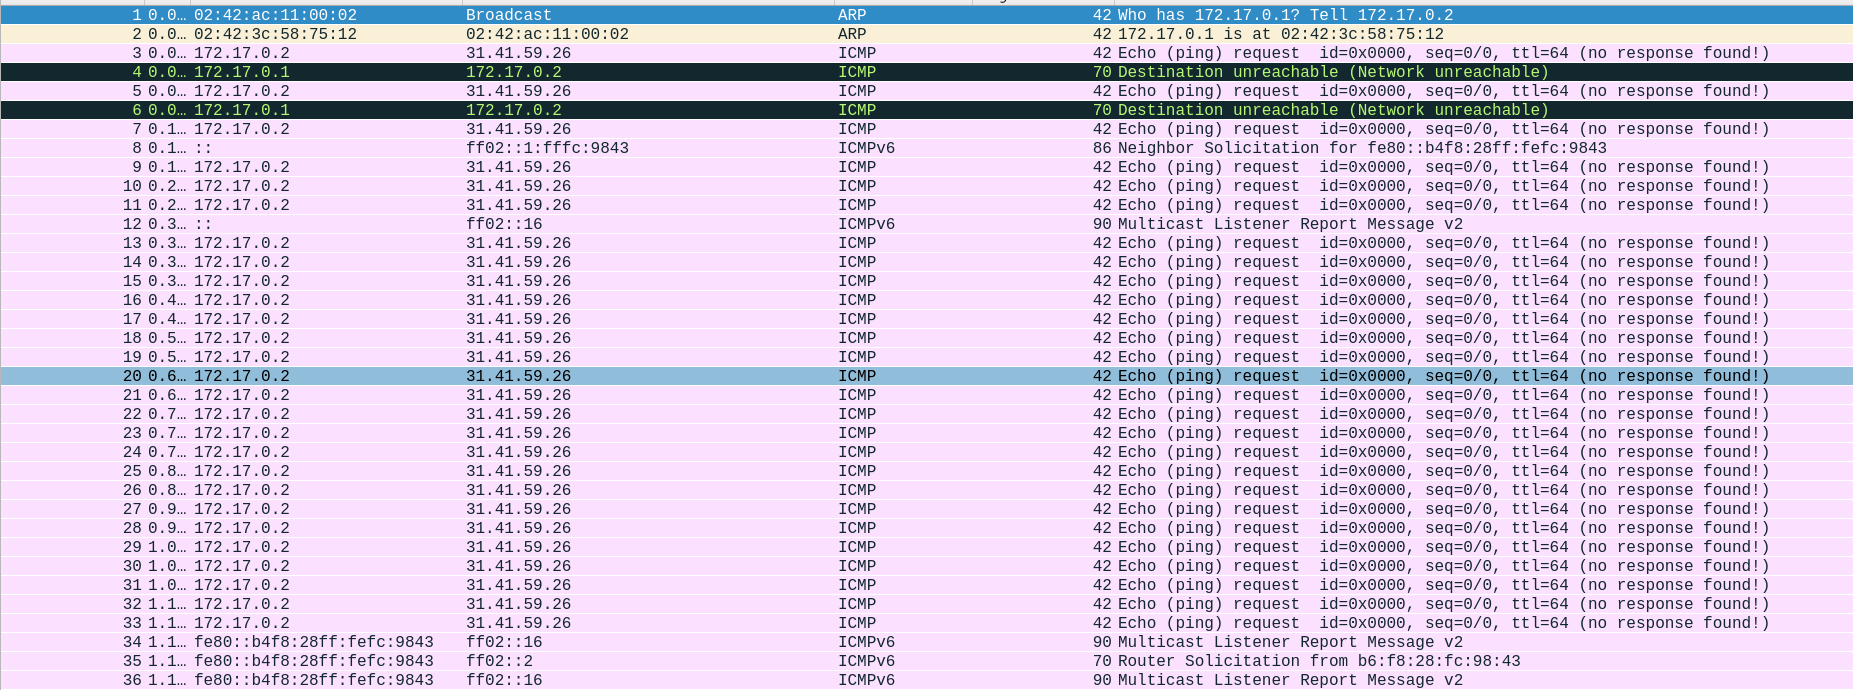 1 0.0… 02:42:ac:11:00:02 Broadcast ARP 42 Who has 172.17.0.1? Tell 172.17.0.2
2 0.0… 02:42:3c:58:75:12 02:42:ac:11:00:02 ARP 42 172.17.0.1 is at 02:42:3c:58:75:12
3 0.0… 172.17.0.2 31.41.59.26 ICMP 42 Echo (ping) request id=0x0000, seq=0/0, ttl=64 (no response found!)
4 0.0… 172.17.0.1 172.17.0.2 ICMP 70 Destination unreachable (Network unreachable)
5 0.0… 172.17.0.2 31.41.59.26 ICMP 42 Echo (ping) request id=0x0000, seq=0/0, ttl=64 (no response found!)
6 0.0… 172.17.0.1 172.17.0.2 ICMP 70 Destination unreachable (Network unreachable)
7 0.1… 172.17.0.2 31.41.59.26 ICMP 42 Echo (ping) request id=0x0000, seq=0/0, ttl=64 (no response found!)
8 0.1… :: ff02::1:fffc:9843 ICMPv6 86 Neighbor Solicitation for fe80::b4f8:28ff:fefc:9843
9 0.1… 172.17.0.2 31.41.59.26 ICMP 42 Echo (ping) request id=0x0000, seq=0/0, ttl=64 (no response found!)
10 0.2… 172.17.0.2 31.41.59.26 ICMP 42 Echo (ping) request id=0x0000, seq=0/0, ttl=64 (no response found!)
11 0.2… 172.17.0.2 31.41.59.26 ICMP 42 Echo (ping) request id=0x0000, seq=0/0, ttl=64 (no response found!)
12 0.3… :: ff02::16 ICMPv6 90 Multicast Listener Report Message v2
13 0.3… 172.17.0.2 31.41.59.26 ICMP 42 Echo (ping) request id=0x0000, seq=0/0, ttl=64 (no response found!)
14 0.3… 172.17.0.2 31.41.59.26 ICMP 42 Echo (ping) request id=0x0000, seq=0/0, ttl=64 (no response found!)
15 0.3… 172.17.0.2 31.41.59.26 ICMP 42 Echo (ping) request id=0x0000, seq=0/0, ttl=64 (no response found!)
16 0.4… 172.17.0.2 31.41.59.26 ICMP 42 Echo (ping) request id=0x0000, seq=0/0, ttl=64 (no response found!)
17 0.4… 172.17.0.2 31.41.59.26 ICMP 42 Echo (ping) request id=0x0000, seq=0/0, ttl=64 (no response found!)
18 0.5… 172.17.0.2 31.41.59.26 ICMP 42 Echo (ping) request id=0x0000, seq=0/0, ttl=64 (no response found!)
19 0.5… 172.17.0.2 31.41.59.26 ICMP 42 Echo (ping) request id=0x0000, seq=0/0, ttl=64 (no response found!)
20 0.6… 172.17.0.2 31.41.59.26 ICMP 42 Echo (ping) request id=0x0000, seq=0/0, ttl=64 (no response found!)
21 0.6… 172.17.0.2 31.41.59.26 ICMP 42 Echo (ping) request id=0x0000, seq=0/0, ttl=64 (no response found!)
22 0.7… 172.17.0.2 31.41.59.26 ICMP 42 Echo (ping) request id=0x0000, seq=0/0, ttl=64 (no response found!)
23 0.7… 172.17.0.2 31.41.59.26 ICMP 42 Echo (ping) request id=0x0000, seq=0/0, ttl=64 (no response found!)
24 0.7… 172.17.0.2 31.41.59.26 ICMP 42 Echo (ping) request id=0x0000, seq=0/0, ttl=64 (no response found!)
25 0.8… 172.17.0.2 31.41.59.26 ICMP 42 Echo (ping) request id=0x0000, seq=0/0, ttl=64 (no response found!)
26 0.8… 172.17.0.2 31.41.59.26 ICMP 42 Echo (ping) request id=0x0000, seq=0/0, ttl=64 (no response found!)
27 0.9… 172.17.0.2 31.41.59.26 ICMP 42 Echo (ping) request id=0x0000, seq=0/0, ttl=64 (no response found!)
28 0.9… 172.17.0.2 31.41.59.26 ICMP 42 Echo (ping) request id=0x0000, seq=0/0, ttl=64 (no response found!)
29 1.0… 172.17.0.2 31.41.59.26 ICMP 42 Echo (ping) request id=0x0000, seq=0/0, ttl=64 (no response found!)
30 1.0… 172.17.0.2 31.41.59.26 ICMP 42 Echo (ping) request id=0x0000, seq=0/0, ttl=64 (no response found!)
31 1.0… 172.17.0.2 31.41.59.26 ICMP 42 Echo (ping) request id=0x0000, seq=0/0, ttl=64 (no response found!)
32 1.1… 172.17.0.2 31.41.59.26 ICMP 42 Echo (ping) request id=0x0000, seq=0/0, ttl=64 (no response found!)
33 1.1… 172.17.0.2 31.41.59.26 ICMP 42 Echo (ping) request id=0x0000, seq=0/0, ttl=64 (no response found!)
34 1.1… fe80::b4f8:28ff:fefc:9843 ff02::16 ICMPv6 90 Multicast Listener Report Message v2
35 1.1… fe80::b4f8:28ff:fefc:9843 ff02::2 ICMPv6 70 Router Solicitation from b6:f8:28:fc:98:43
36 1.1… fe80::b4f8:28ff:fefc:9843 ff02::16 ICMPv6 90 Multicast Listener Report Message v2